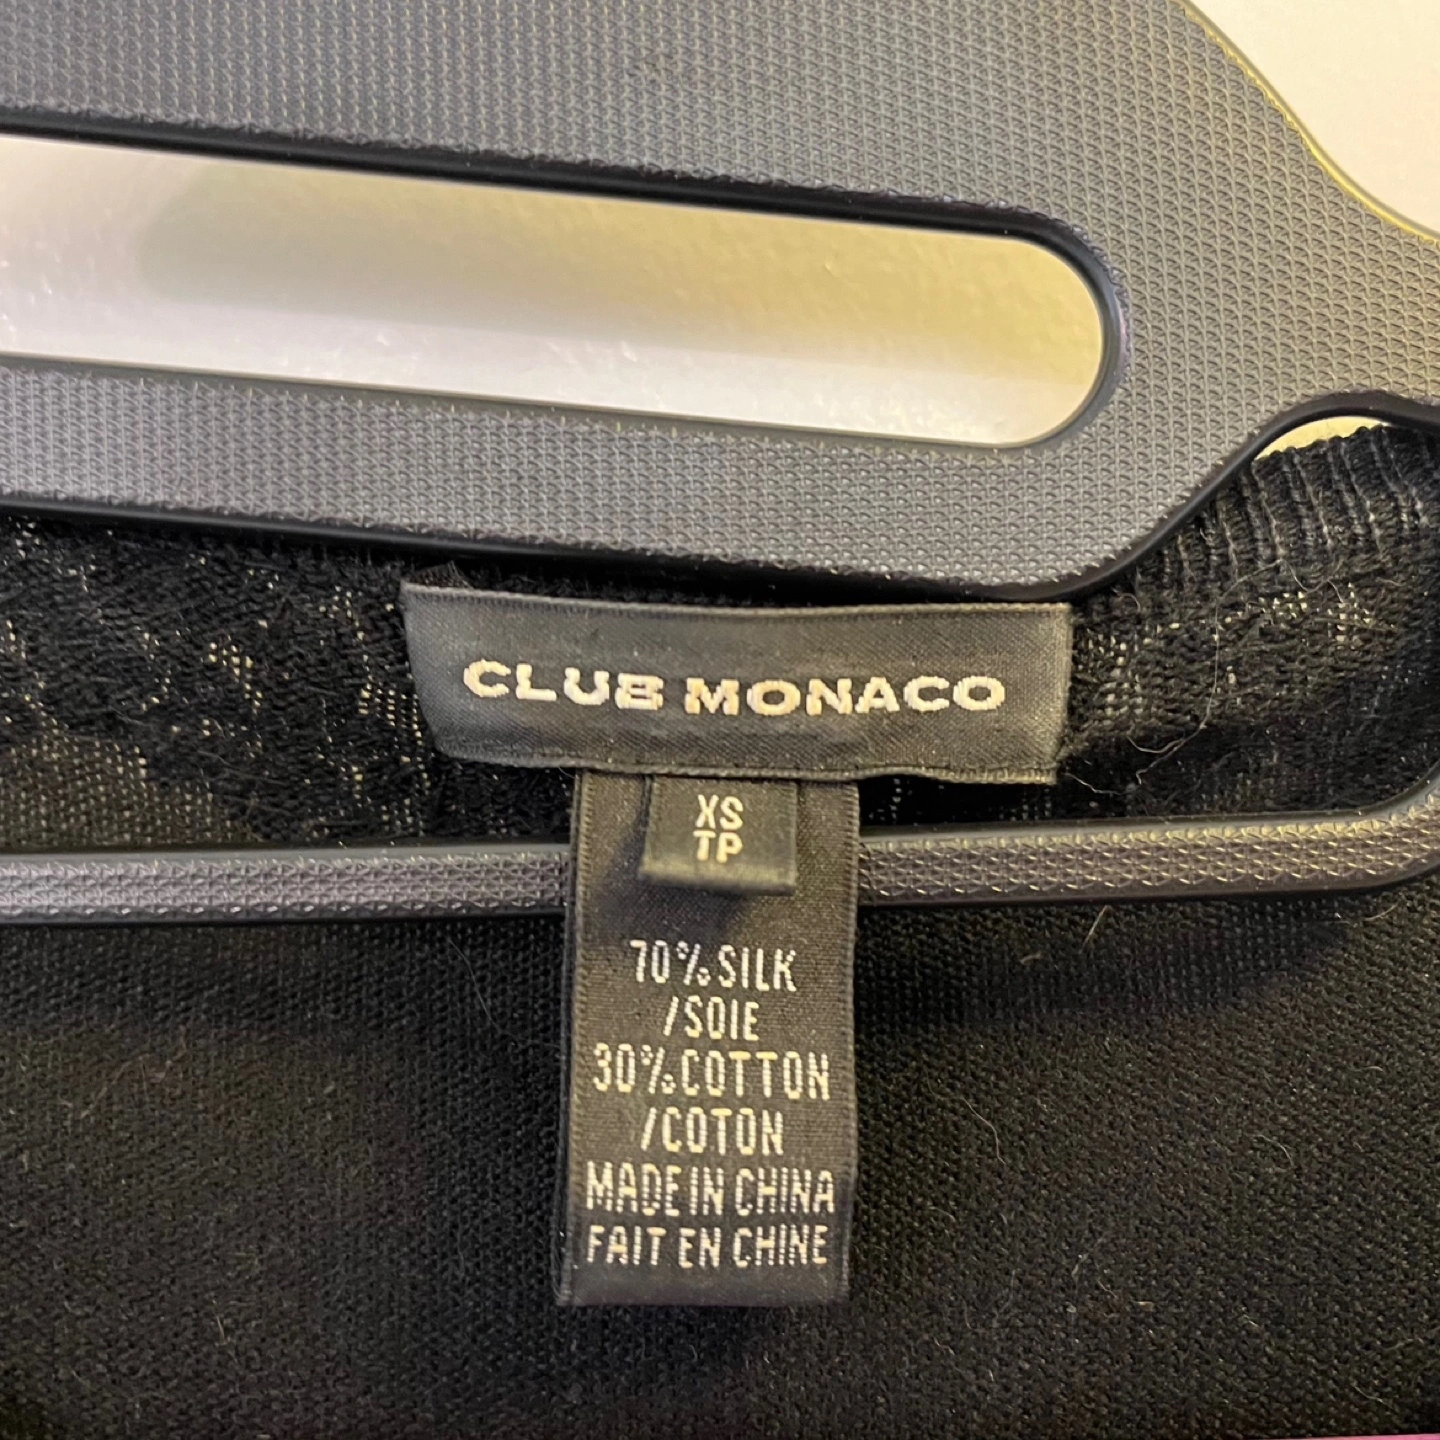 CLUB MONACO
XS
TP
70% SILK
/SOIE
30% COTTON
/COTON
MADE IN CHINA
FAIT EN CHINE